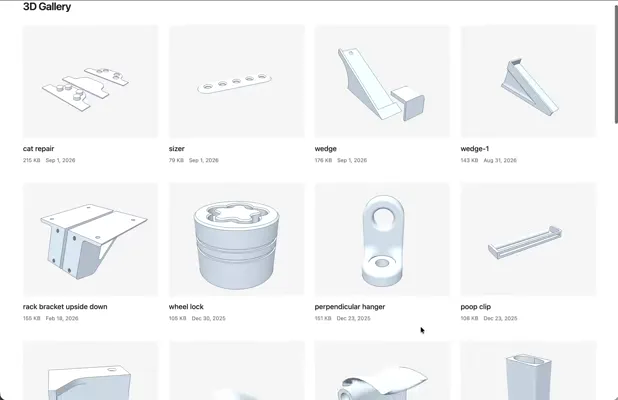 3D Gallery
cat repair
215 KB Sep 1, 2026
sizer
79 KB Sep 1, 2026
wedge
176 KB Sep 1, 2026
wedge-1
143 KB Aug 31, 2026
rack bracket upside down
155 KB Feb 18, 2026
wheel lock
105 KB Dec 30, 2025
perpendicular hanger
151 KB Dec 23, 2025
poop clip
108 KB Dec 23, 2025